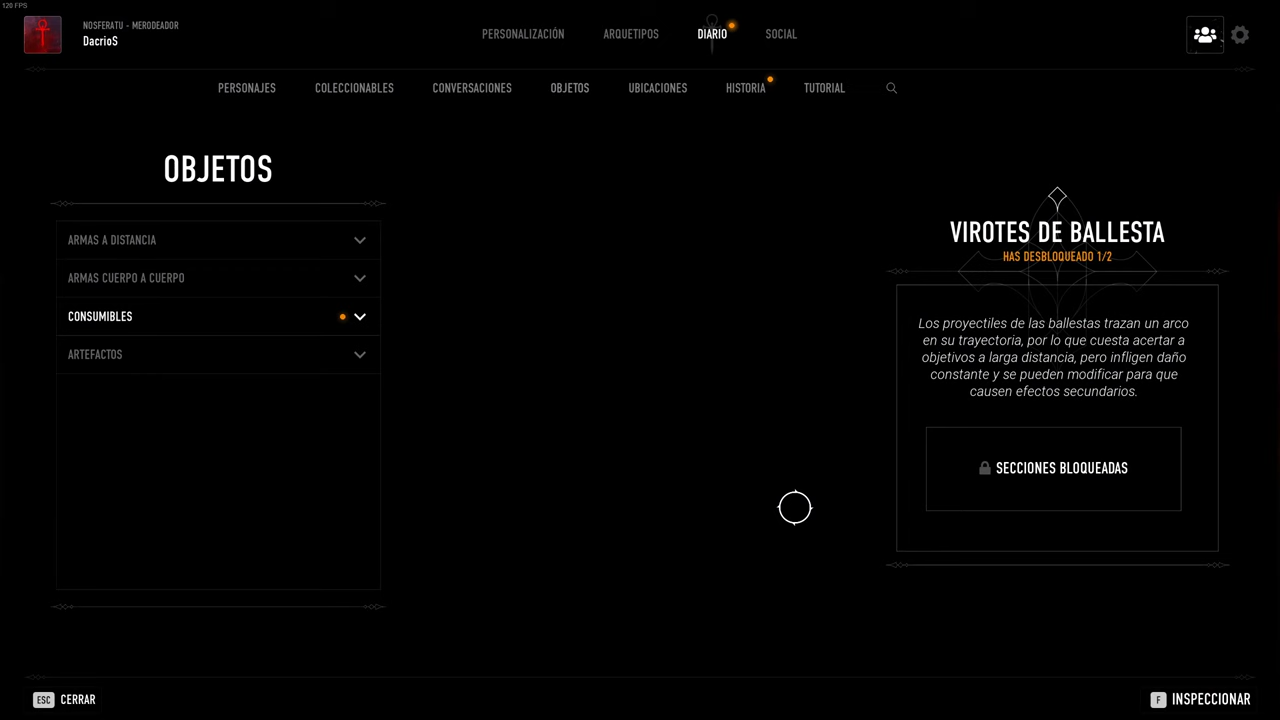 120 FPS
NOSFERATU - MERODEADOR
DacrioS
PERSONALIZACIÓN
ARQUETIPOS
DIARIO
SOCIAL
PERSONAJES
COLECCIONABLES
CONVERSACIONES
OBJETOS
UBICACIONES
HISTORIA
TUTORIAL
OBJETOS
ARMAS A DISTANCIA
ARMAS CUERPO A CUERPO
CONSUMIBLES
ARTEFACTOS
VIROTES DE BALLESTA
HAS DESBLOQUEADO 1/2
Los proyectiles de las ballestas trazan un arco
en su trayectoria, por lo que cuesta acertar a
objetivos a larga distancia, pero infligen daño
constante y se pueden modificar para que
causen efectos secundarios.
SECCIONES BLOQUEADAS
ESC CERRAR
F INSPECCIONAR